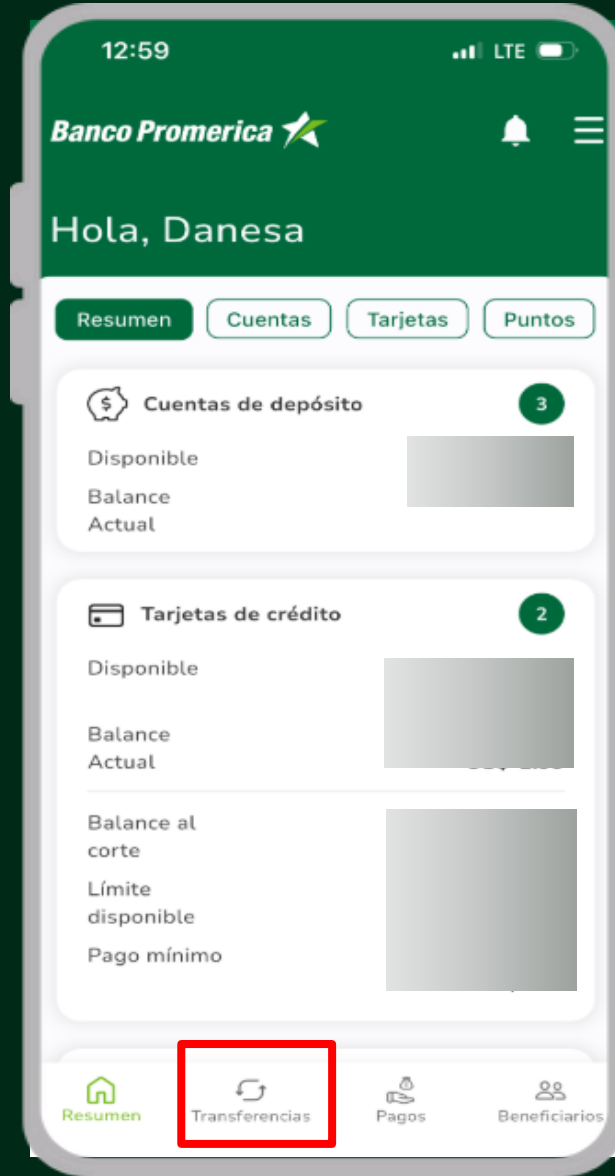 12:59 LTE
Banco Promerica
Hola, Danesa
Resumen Cuentas Tarjetas Puntos
$ Cuentas de depósito 3
Disponible
Balance
Actual
Tarjetas de crédito 2
Disponible
Balance
Actual
Balance al
corte
Límite
disponible
Pago mínimo
Resumen Transferencias Pagos Beneficiarios